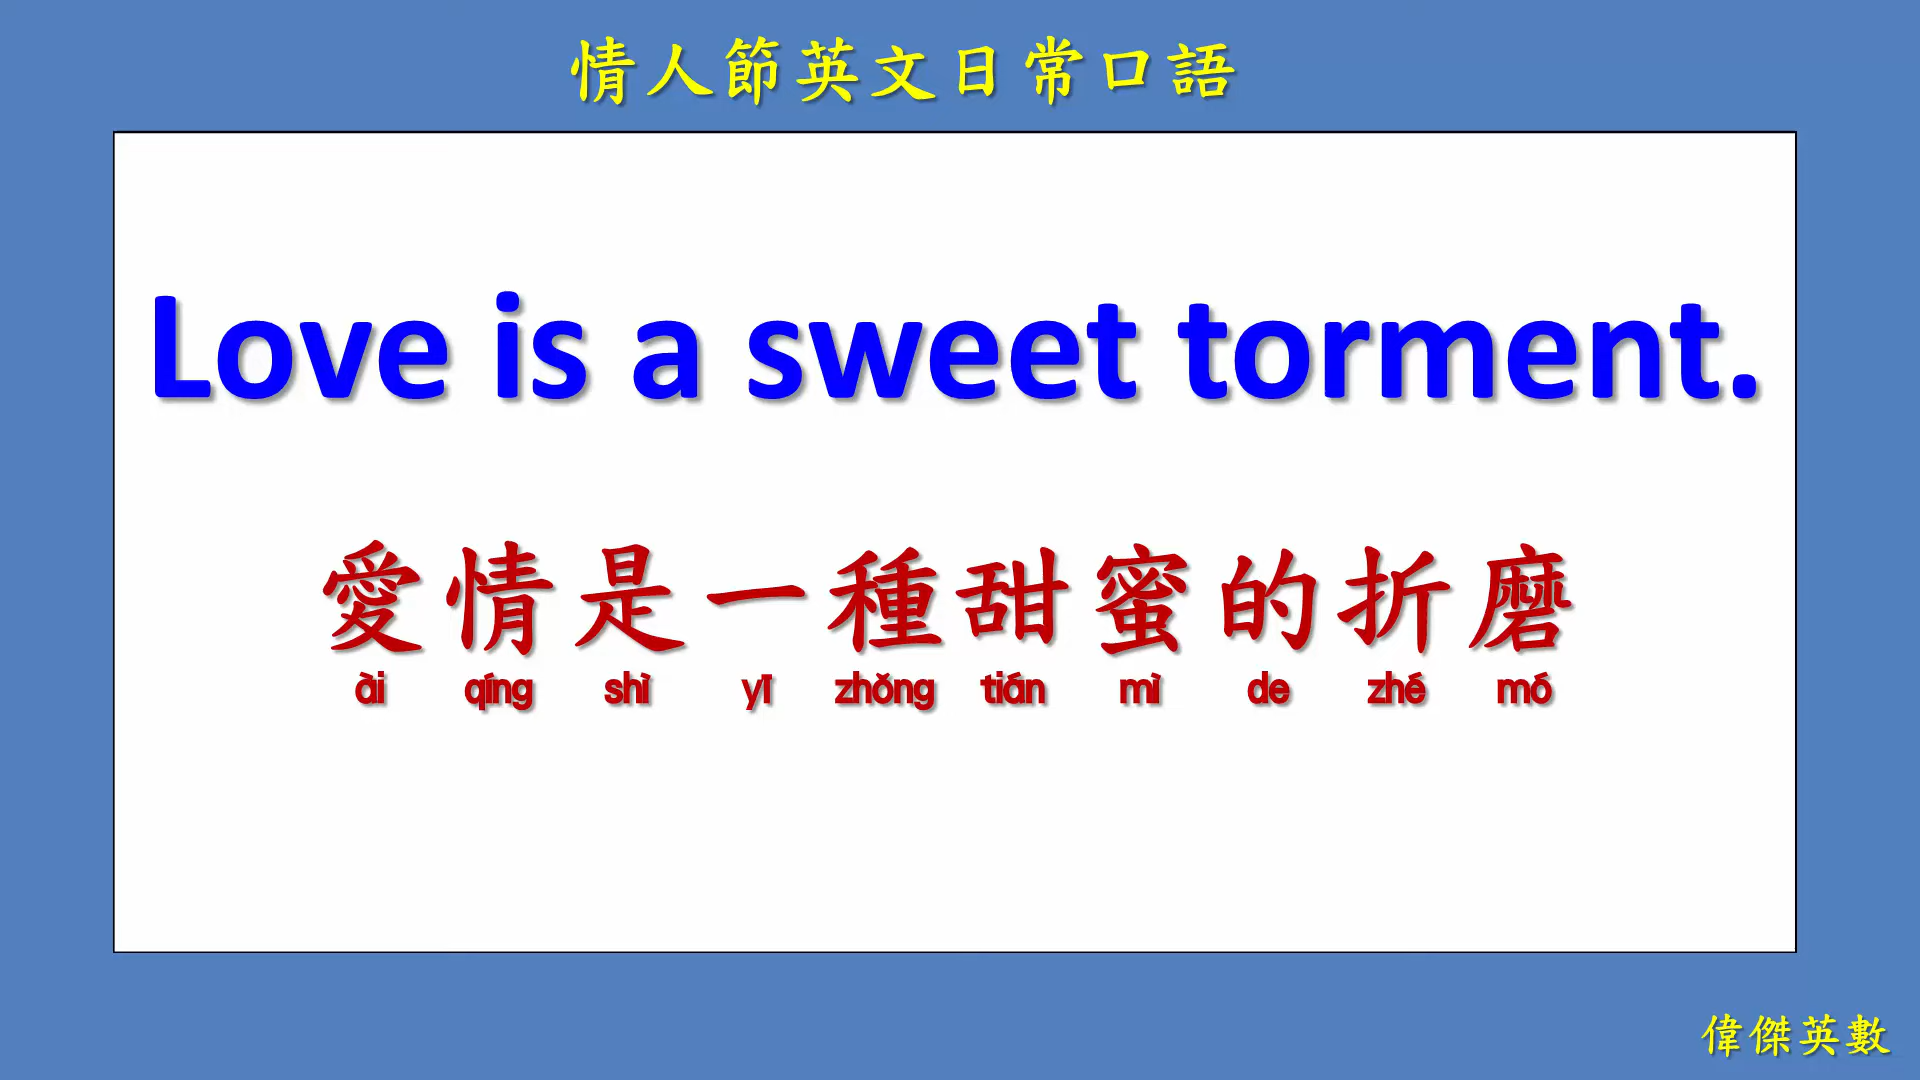 情人節英文日常口語
Love is a sweet torment.
愛情是一種甜蜜的折磨
ài qíng shì yī zhǒng tián mì de zhé mó
偉傑英數